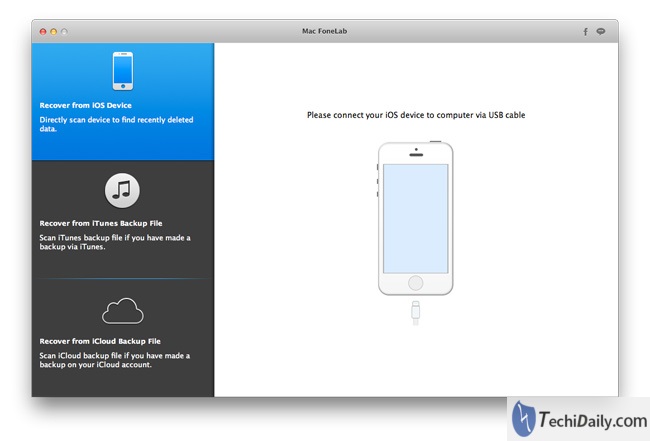 Mac FoneLab
Recover from iOS Device
Directly scan device to find recently deleted
data.
Please connect your iOS device to computer via USB cable
Recover from iTunes Backup File
Scan iTunes backup file if you have made a
backup via iTunes.
Recover from iCloud Backup File
Scan iCloud backup file if you have made a
backup on your iCloud account.
TechiDaily.com